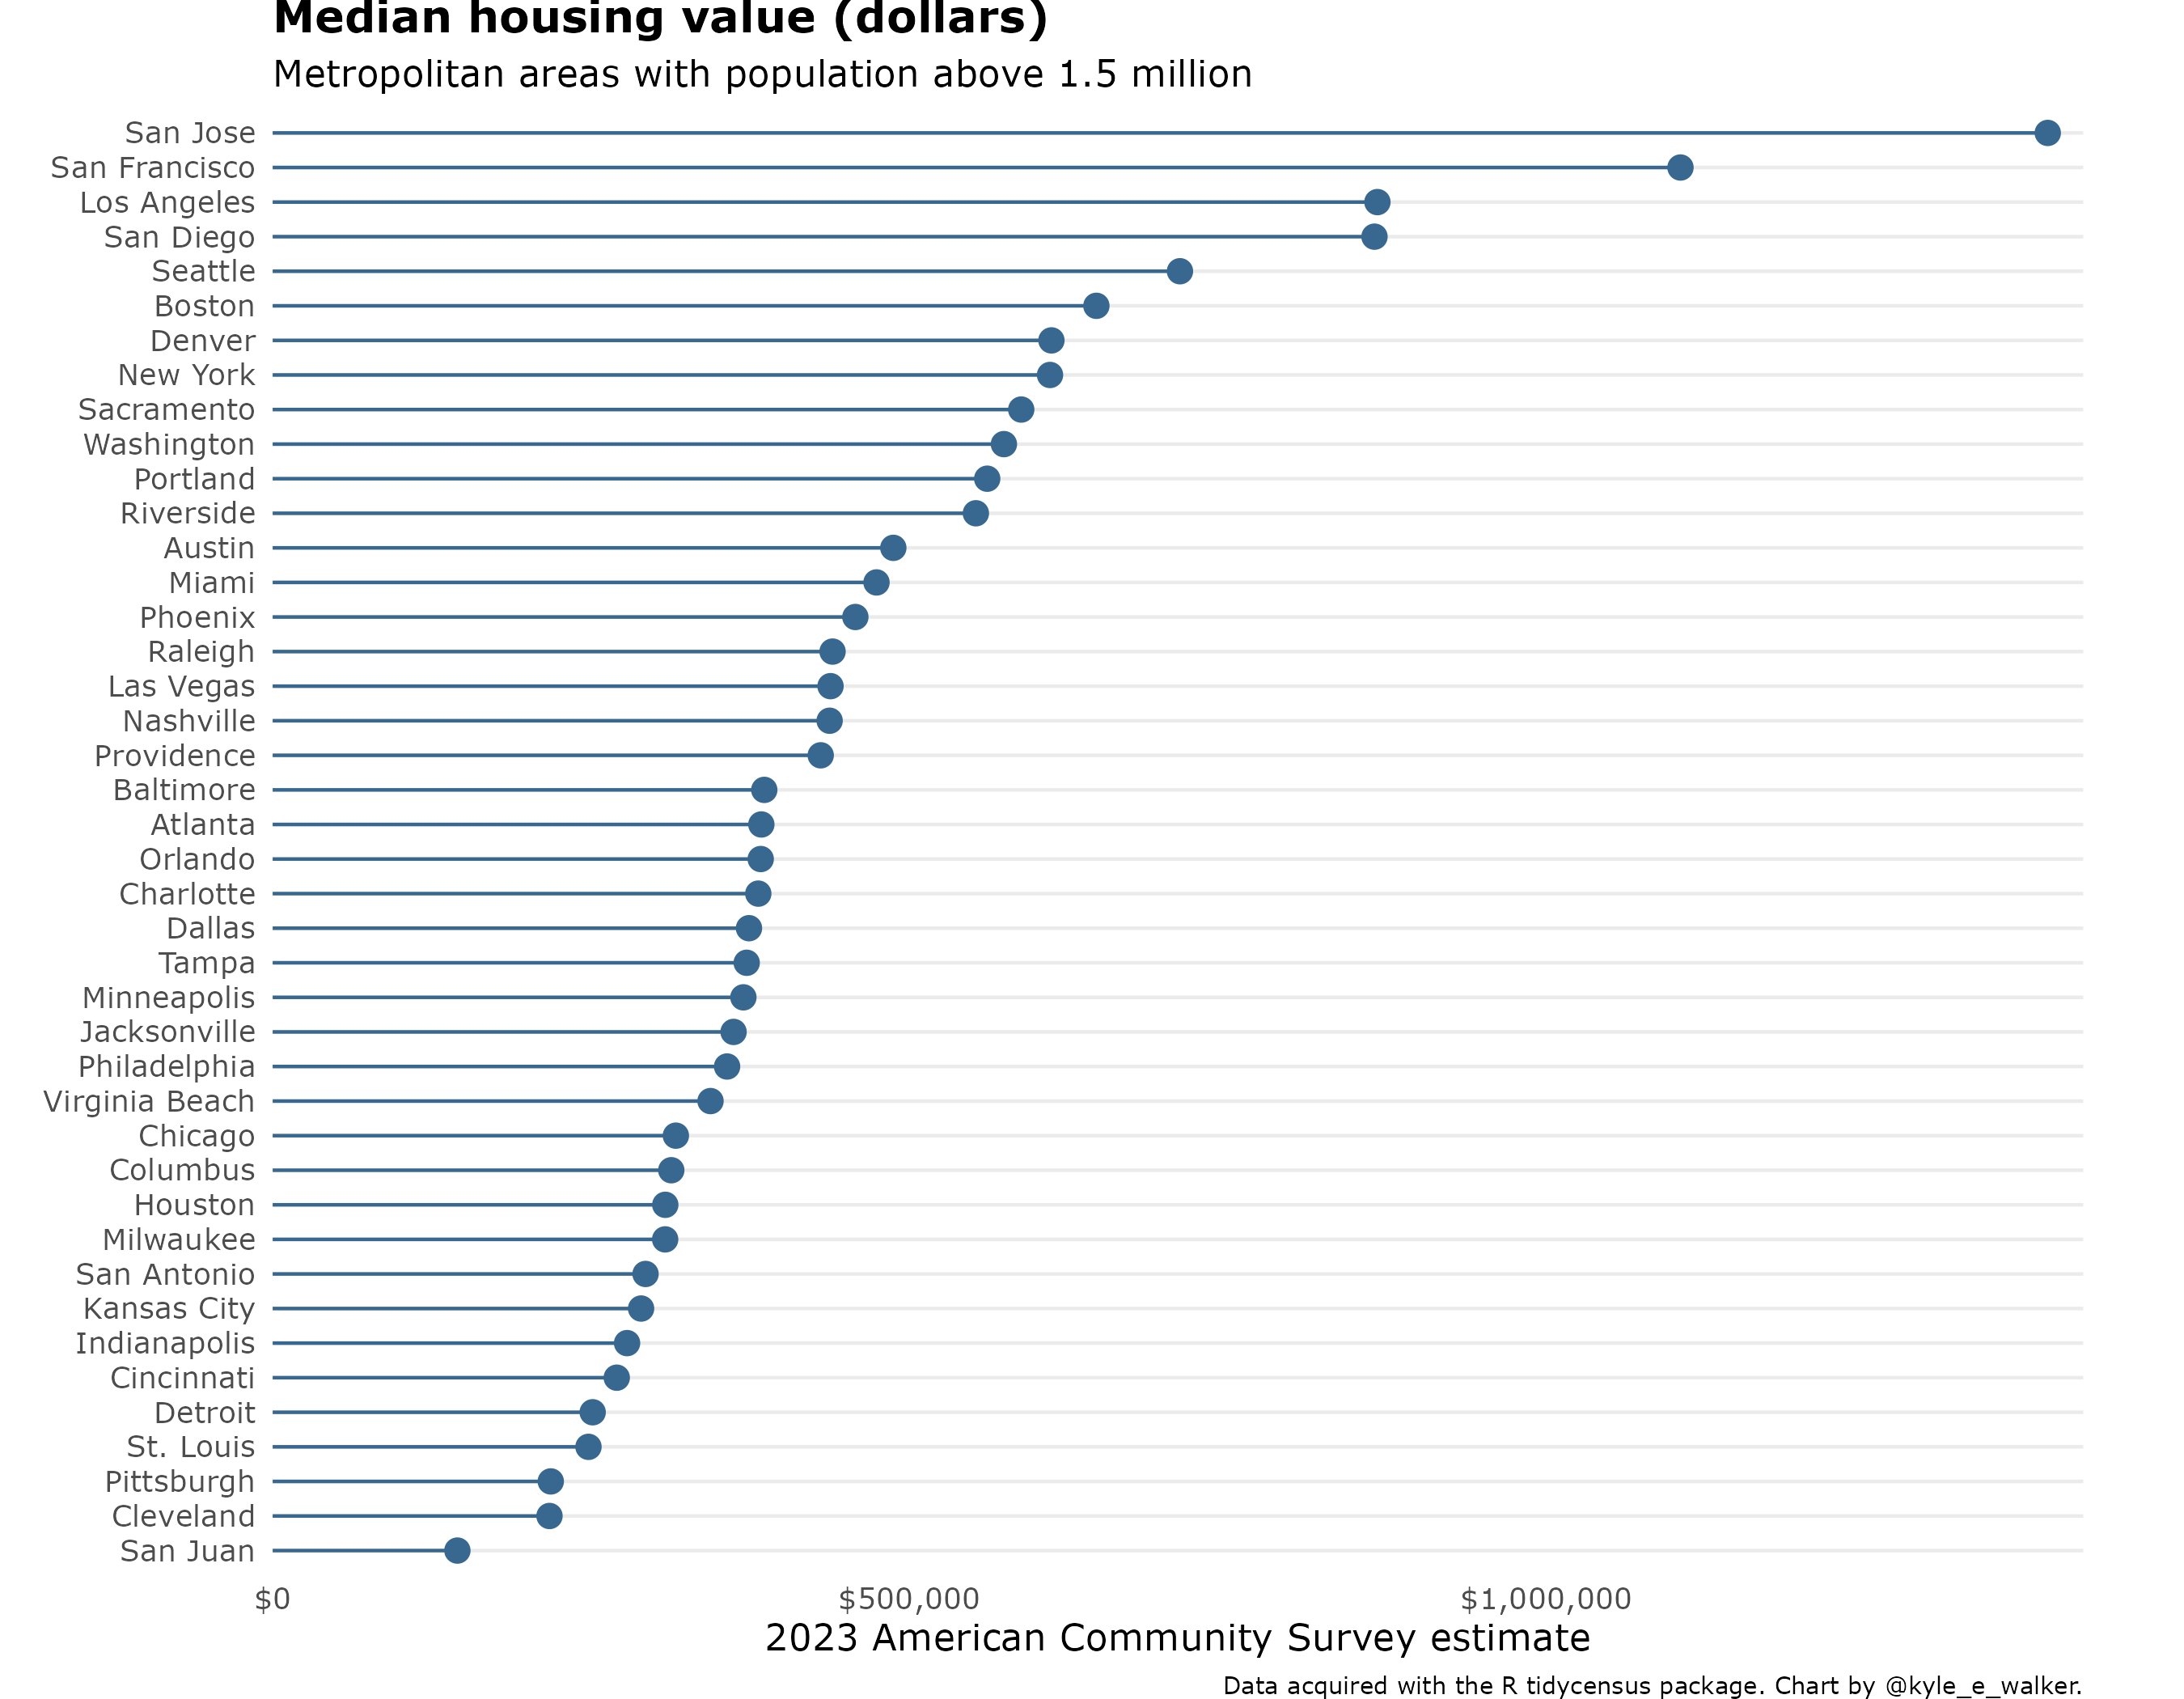 Median housing value (dollars)
Metropolitan areas with population above 1.5 million
San Jose
San Francisco
Los Angeles
San Diego
Seattle
Boston
Denver
New York
Sacramento
Washington
Portland
Riverside
Austin
Miami
Phoenix
Raleigh
Las Vegas
Nashville
Providence
Baltimore
Atlanta
Orlando
Charlotte
Dallas
Tampa
Minneapolis
Jacksonville
Philadelphia
Virginia Beach
Chicago
Columbus
Houston
Milwaukee
San Antonio
Kansas City
Indianapolis
Cincinnati
Detroit
St. Louis
Pittsburgh
Cleveland
San Juan
$0 $500,000 $1,000,000
2023 American Community Survey estimate
Data acquired with the R tidycensus package. Chart by @kyle_e_walker.